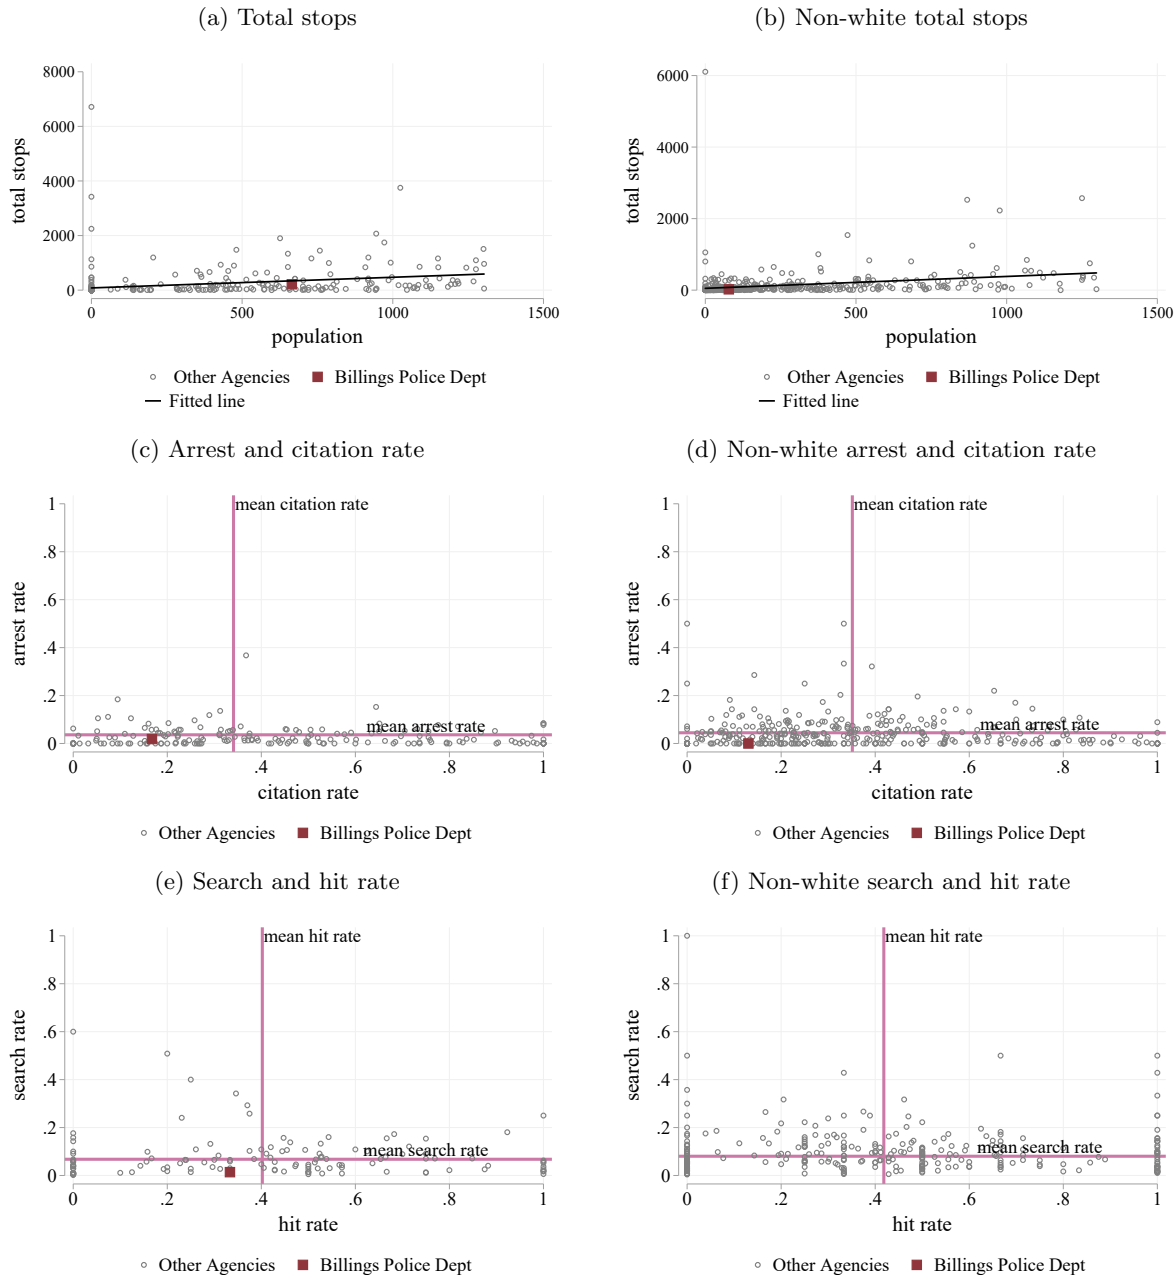 (a) Total stops
(b) Non-white total stops
8000
6000
4000
2000
0
total stops
0 500 1000 1500
population
Other Agencies Billings Police Dept
Fitted line
6000
4000
2000
0
total stops
0 500 1000 1500
population
Other Agencies Billings Police Dept
Fitted line
(c) Arrest and citation rate
(d) Non-white arrest and citation rate
1
.8
.6
.4
.2
0
arrest rate
mean citation rate
mean arrest rate
0 .2 .4 .6 .8 1
citation rate
Other Agencies Billings Police Dept
1
.8
.6
.4
.2
0
arrest rate
mean citation rate
mean arrest rate
0 .2 .4 .6 .8 1
citation rate
Other Agencies Billings Police Dept
(e) Search and hit rate
(f) Non-white search and hit rate
1
.8
.6
.4
.2
0
search rate
mean hit rate
mean search rate
0 .2 .4 .6 .8 1
hit rate
Other Agencies Billings Police Dept
1
.8
.6
.4
.2
0
search rate
mean hit rate
mean search rate
0 .2 .4 .6 .8 1
hit rate
Other Agencies Billings Police Dept